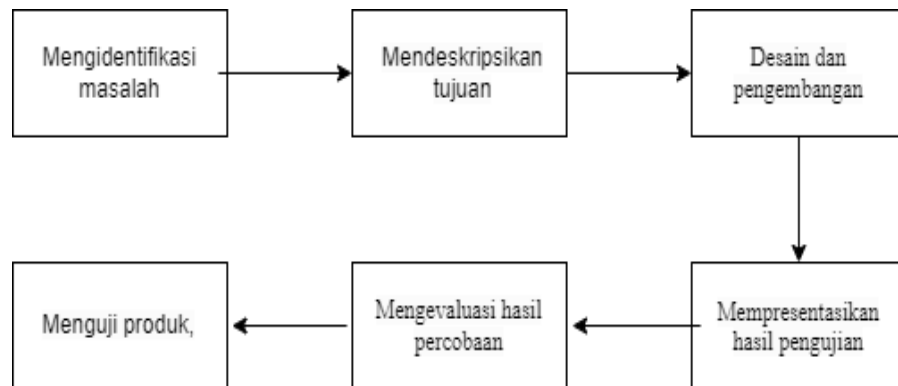 Mengidentifikasi
masalah
Mendeskripsikan
tujuan
Desain dan
pengembangan
Mempresentasikan
hasil pengujian
Mengevaluasi hasil
percobaan
Menguji produk,